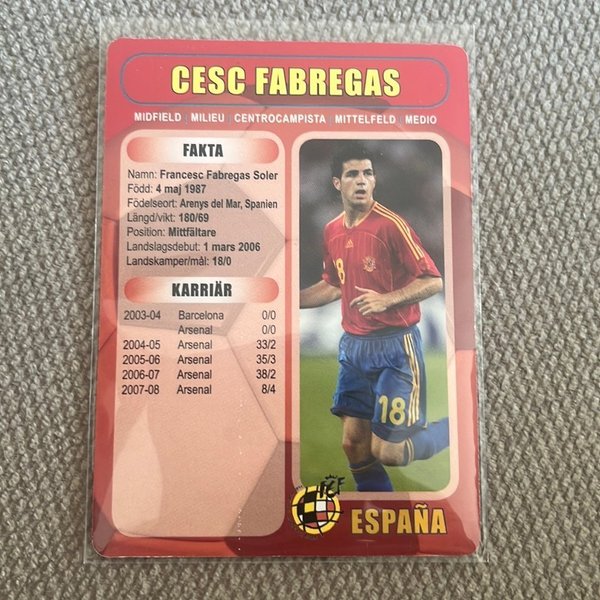 CESC FABREGAS
MIDFIELD | MILIEU | CENTROCAMPISTA | MITTELFELD | MEDIO
FAKTA
Namn: Francesc Fabregas Soler
Född: 4 maj 1987
Födelseort: Arenys del Mar, Spanien
Längd/vikt: 180/69
Position: Mittfältare
Landslagsdebut: 1 mars 2006
Landskamper/mål: 18/0
KARRIÄR
2003-04 Barcelona 0/0
Arsenal 0/0
2004-05 Arsenal 33/2
2005-06 Arsenal 35/3
2006-07 Arsenal 38/2
2007-08 Arsenal 8/4
18
18
ESPAÑA